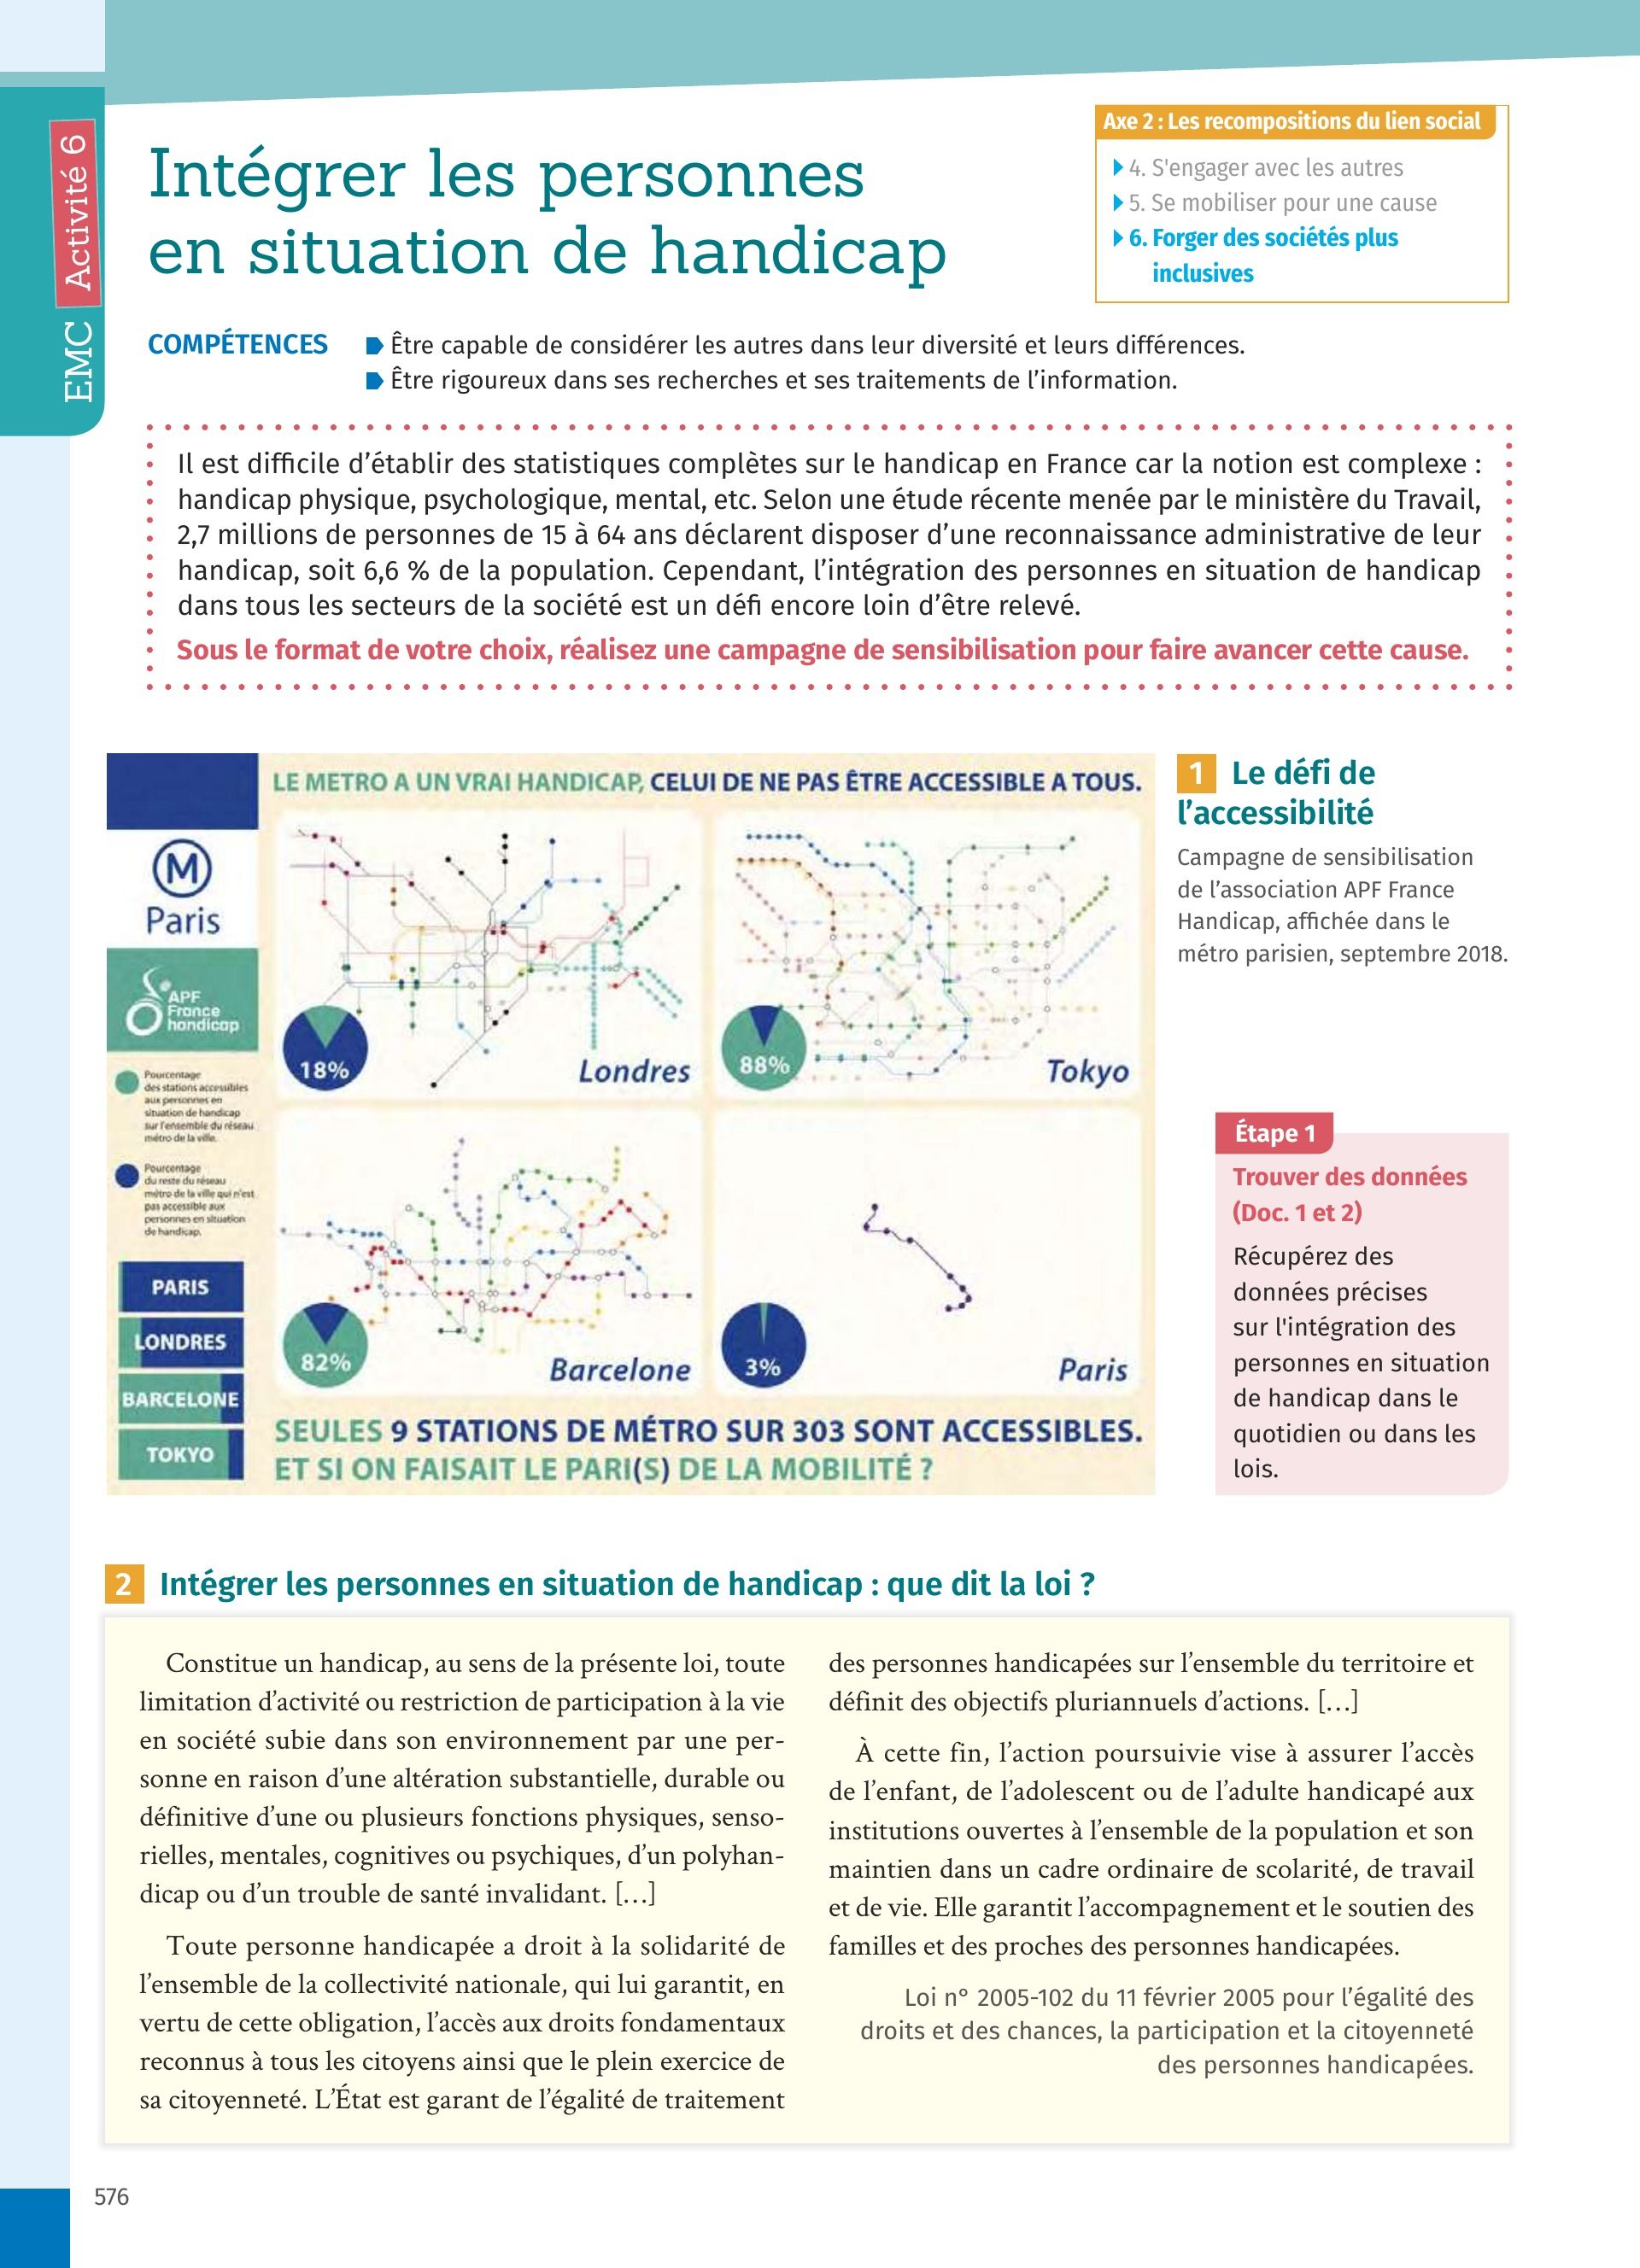 EMC Activité 6
Intégrer les personnes
en situation de handicap
Axe 2 : Les recompositions du lien social
4. S'engager avec les autres
5. Se mobiliser pour une cause
6. Forger des sociétés plus
inclusives
COMPÉTENCES
Être capable de considérer les autres dans leur diversité et leurs différences.
Être rigoureux dans ses recherches et ses traitements de l’information.
Il est difficile d’établir des statistiques complètes sur le handicap en France car la notion est complexe :
handicap physique, psychologique, mental, etc. Selon une étude récente menée par le ministère du Travail,
2,7 millions de personnes de 15 à 64 ans déclarent disposer d’une reconnaissance administrative de leur
handicap, soit 6,6 % de la population. Cependant, l’intégration des personnes en situation de handicap
dans tous les secteurs de la société est un défi encore loin d’être relevé.
Sous le format de votre choix, réalisez une campagne de sensibilisation pour faire avancer cette cause.
LE METRO A UN VRAI HANDICAP, CELUI DE NE PAS ÊTRE ACCESSIBLE A TOUS.
M
Paris
APF
France
handicap
Pourcentage
des stations accessibles
aux personnes en
situation de handicap
sur l'ensemble du réseau
métro de la ville.
Pourcentage
du reste du réseau
métro de la ville qui n'est
pas accessible aux
personnes en situation
de handicap.
PARIS
LONDRES
BARCELONE
TOKYO
18%
Londres
88%
Tokyo
82%
Barcelone
3%
Paris
SEULES 9 STATIONS DE MÉTRO SUR 303 SONT ACCESSIBLES.
ET SI ON FAISAIT LE PARI(S) DE LA MOBILITÉ ?
1 Le défi de
l’accessibilité
Campagne de sensibilisation
de l’association APF France
Handicap, affichée dans le
métro parisien, septembre 2018.
Étape 1
Trouver des données
(Doc. 1 et 2)
Récupérez des
données précises
sur l'intégration des
personnes en situation
de handicap dans le
quotidien ou dans les
lois.
2 Intégrer les personnes en situation de handicap : que dit la loi ?
Constitue un handicap, au sens de la présente loi, toute
limitation d’activité ou restriction de participation à la vie
en société subie dans son environnement par une per-
sonne en raison d’une altération substantielle, durable ou
définitive d’une ou plusieurs fonctions physiques, senso-
rielles, mentales, cognitives ou psychiques, d’un polyhan-
dicap ou d’un trouble de santé invalidant. […]
Toute personne handicapée a droit à la solidarité de
l’ensemble de la collectivité nationale, qui lui garantit, en
vertu de cette obligation, l’accès aux droits fondamentaux
reconnus à tous les citoyens ainsi que le plein exercice de
sa citoyenneté. L’État est garant de l’égalité de traitement
des personnes handicapées sur l’ensemble du territoire et
définit des objectifs pluriannuels d’actions. […]
À cette fin, l’action poursuivie vise à assurer l’accès
de l’enfant, de l’adolescent ou de l’adulte handicapé aux
institutions ouvertes à l’ensemble de la population et son
maintien dans un cadre ordinaire de scolarité, de travail
et de vie. Elle garantit l’accompagnement et le soutien des
familles et des proches des personnes handicapées.
Loi n° 2005-102 du 11 février 2005 pour l’égalité des
droits et des chances, la participation et la citoyenneté
des personnes handicapées.
576